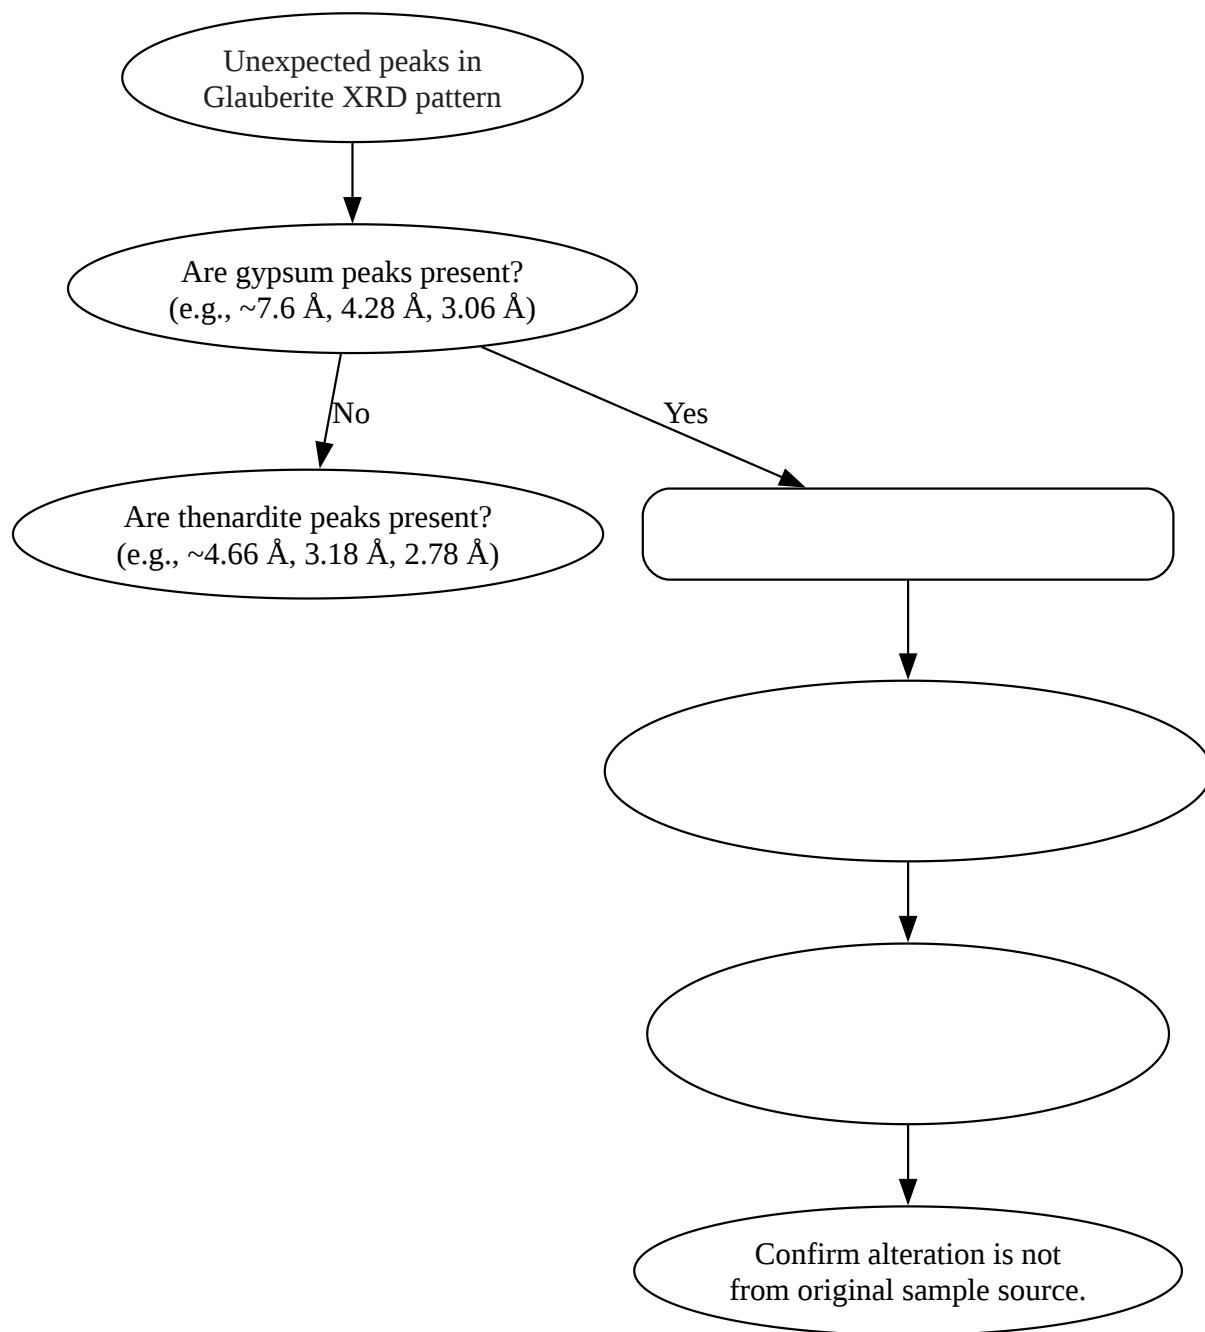 Unexpected peaks in
Glauberite XRD pattern
Are gypsum peaks present?
(e.g., ~7.6 Å, 4.28 Å, 3.06 Å)
No
Yes
Are thenardite peaks present?
(e.g., ~4.66 Å, 3.18 Å, 2.78 Å)
Confirm alteration is not
from original sample source.